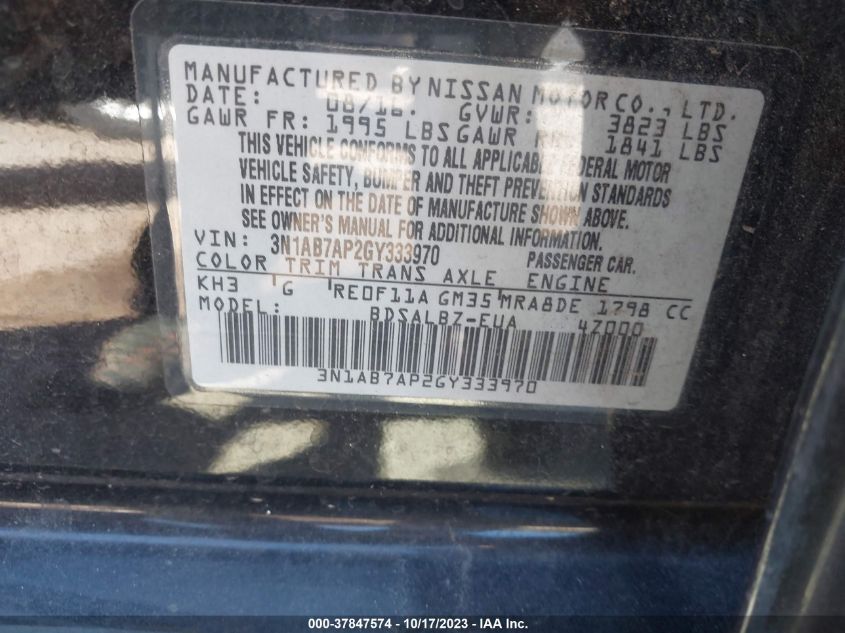 MANUFACTURED BY NISSAN MOTOR CO., LTD.
DATE: 08/16. GVWR: 3823 LBS
GAWR FR: 1995 LBS GAWR RR: 1841 LBS
THIS VEHICLE CONFORMS TO ALL APPLICABLE FEDERAL MOTOR
VEHICLE SAFETY, BUMPER AND THEFT PREVENTION STANDARDS
IN EFFECT ON THE DATE OF MANUFACTURE SHOWN ABOVE.
SEE OWNER'S MANUAL FOR ADDITIONAL INFORMATION.
VIN: 3N1AB7AP2GY333970 PASSENGER CAR.
COLOR TRIM TRANS AXLE ENGINE
KH3 G RE0F11A GM35 MRA8DE 1798 CC
MODEL: BDSALBZ-EUA 4Z000
3N1AB7AP2GY333970
000-37847574 - 10/17/2023 - IAA Inc.